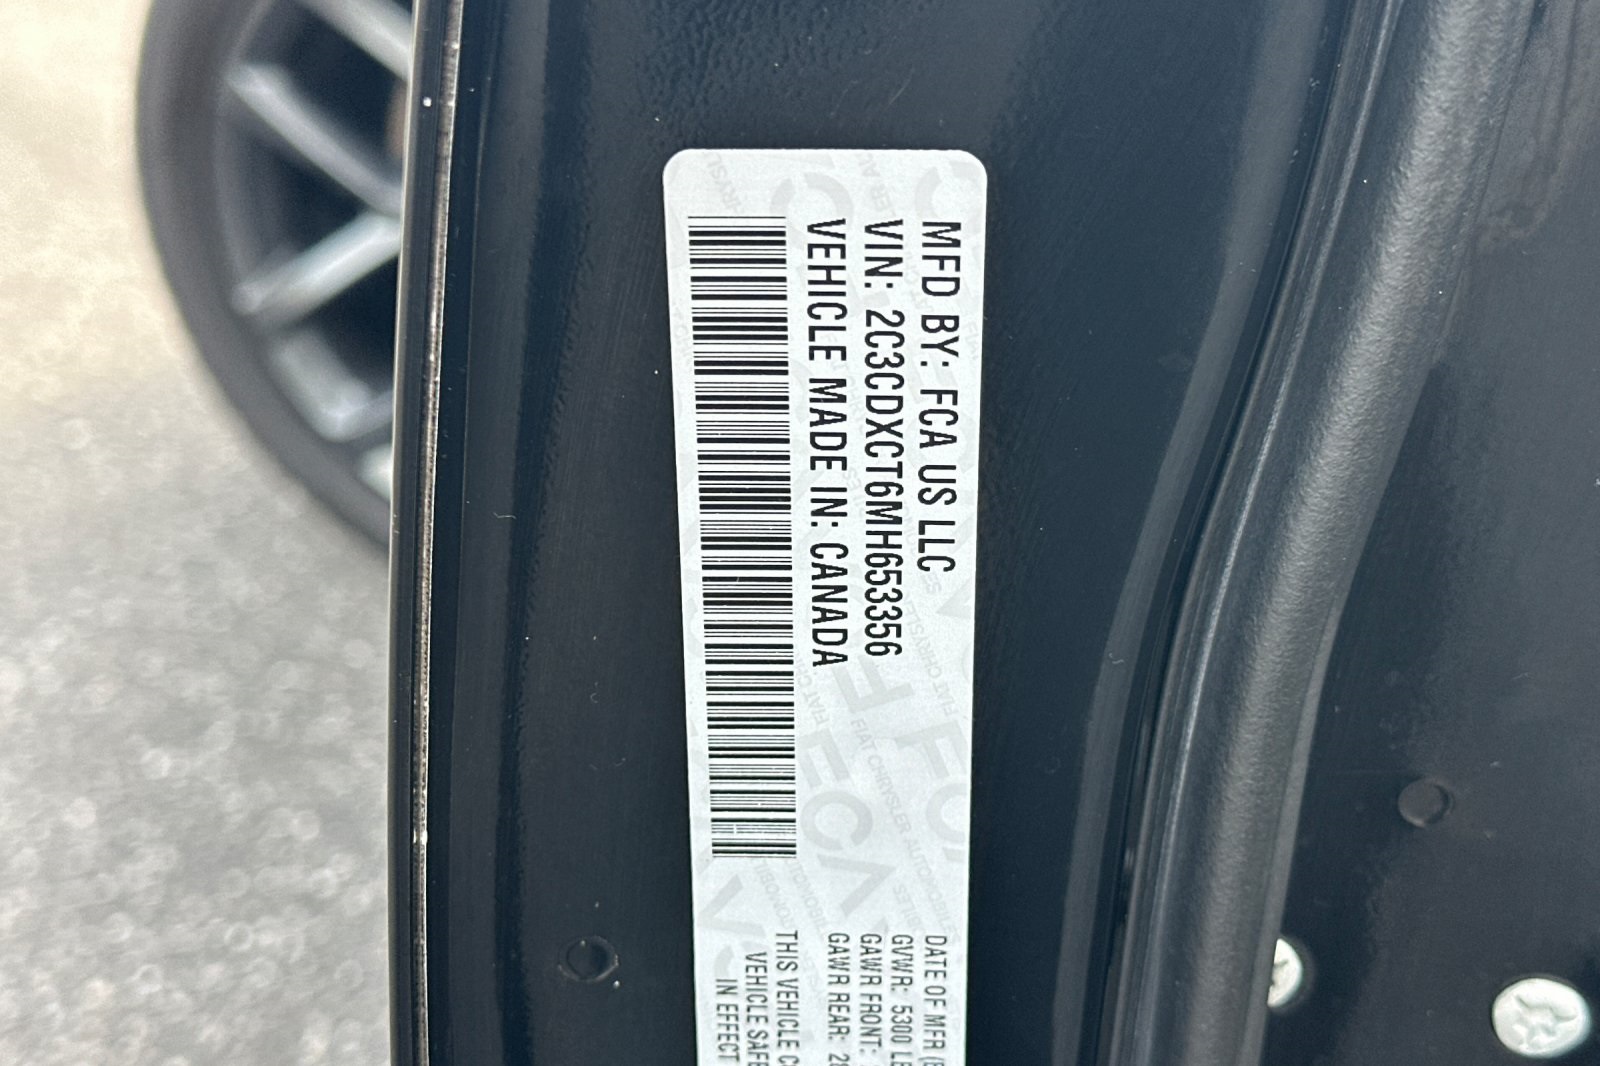 MFD BY: FCA US LLC
VIN: 2C3CDXCT6MH653356
VEHICLE MADE IN: CANADA
DATE OF MFR
GVWR: 5300
GAWR FRONT:
GAWR REAR:
THIS VEHICLE
VEHICLE
IN EFFECT